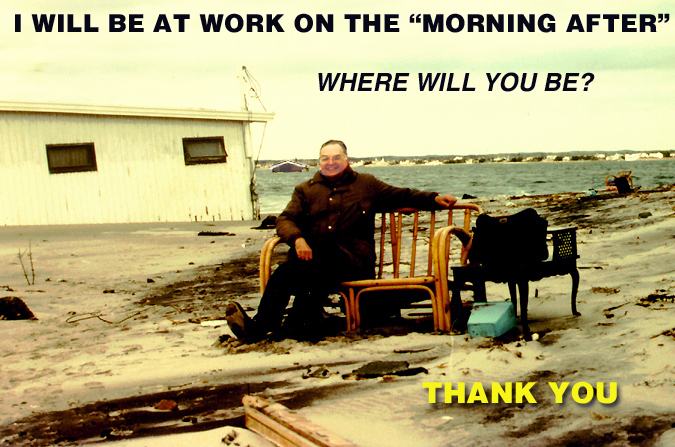 I WILL BE AT WORK ON THE “MORNING AFTER”
WHERE WILL YOU BE?
THANK YOU